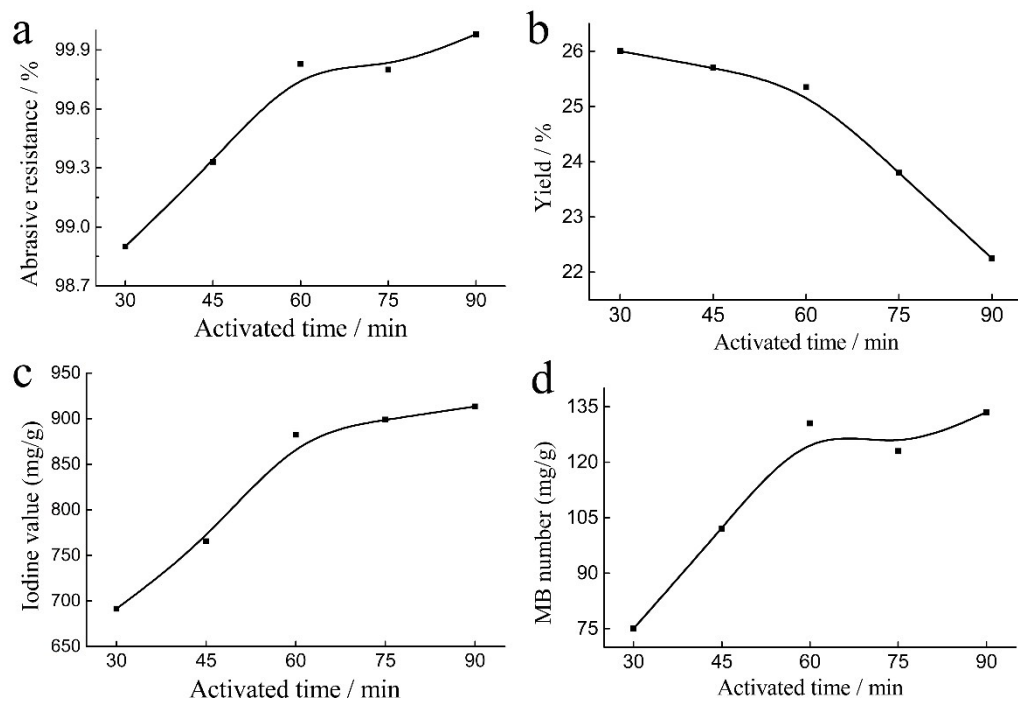 a
Abrasive resistance / %
99.9
99.6
99.3
99.0
98.7
30 45 60 75 90
Activated time / min
b
Yield / %
26
25
24
23
22
30 45 60 75 90
Activated time / min
c
Iodine value (mg/g)
950
900
850
800
750
700
650
30 45 60 75 90
Activated time / min
d
MB number (mg/g)
135
120
105
90
75
30 45 60 75 90
Activated time / min